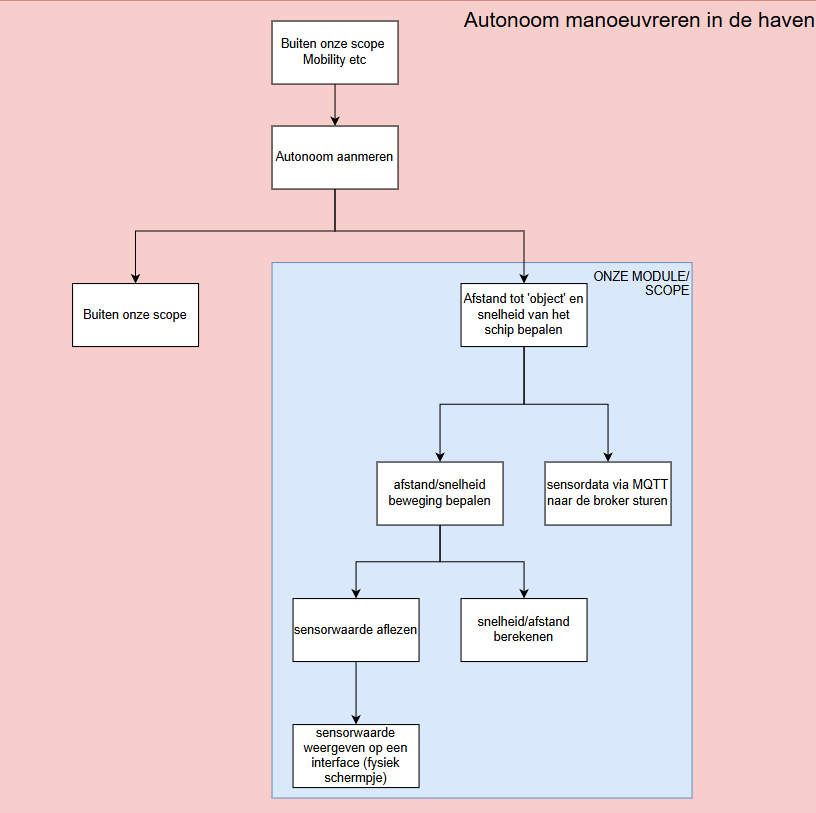 Autonoom manoeuvreren in de haven
Buiten onze scope
Mobility etc
Autonoom aanmeren
Buiten onze scope
ONZE MODULE/
SCOPE
Afstand tot 'object' en
snelheid van het
schip bepalen
afstand/snelheid
beweging bepalen
sensordata via MQTT
naar de broker sturen
sensorwaarde aflezen
snelheid/afstand
berekenen
sensorwaarde
weergeven op een
interface (fysiek
schermpje)